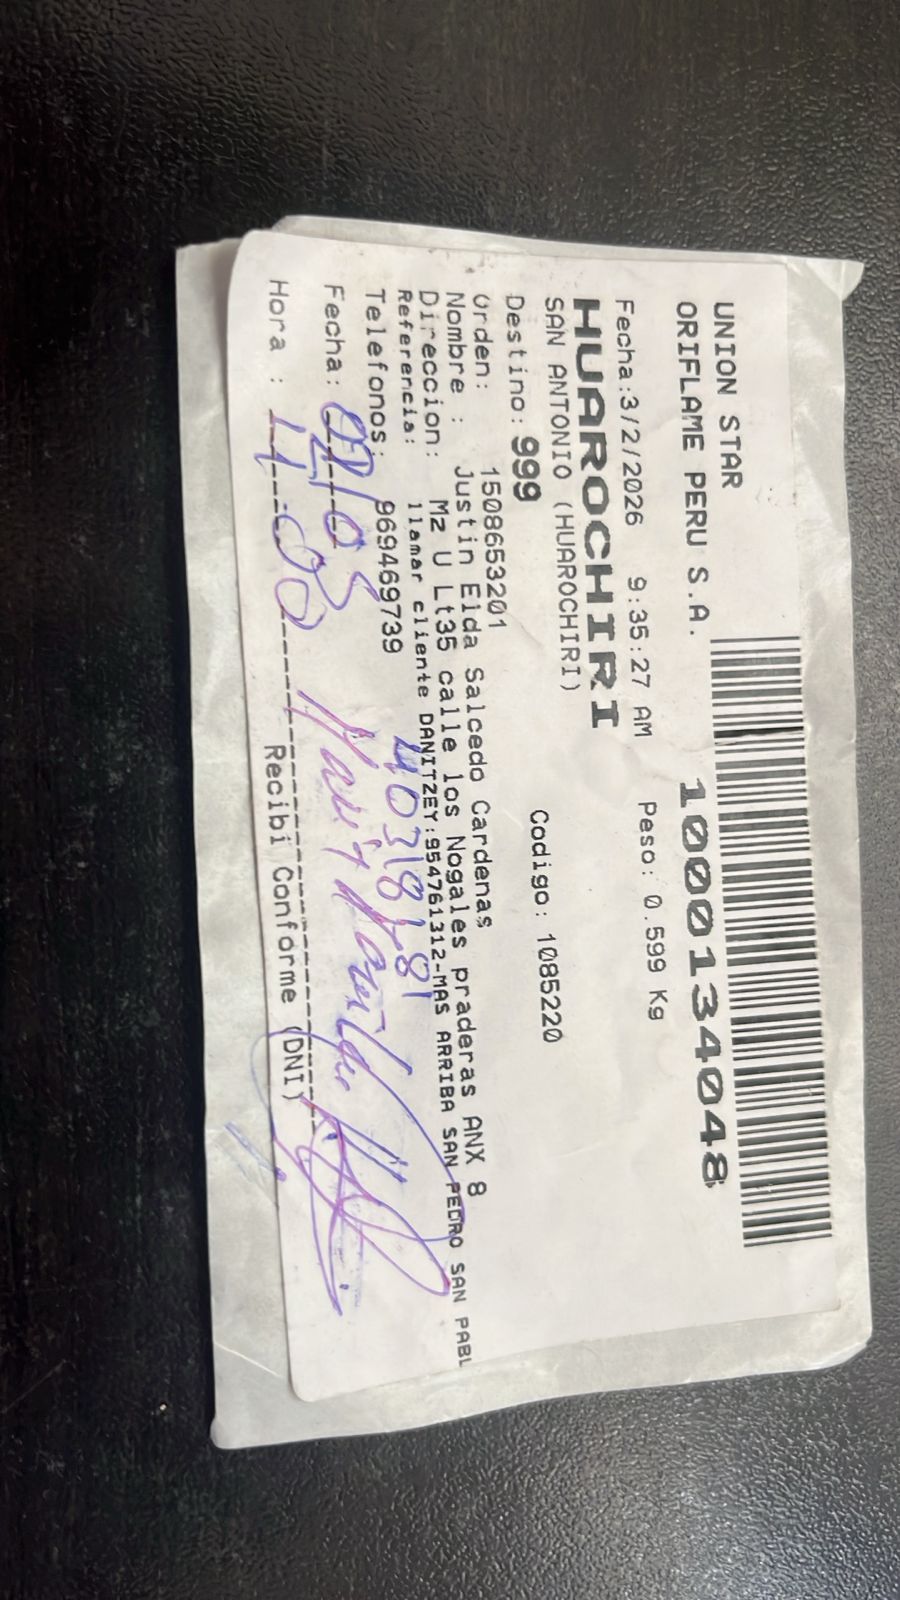 UNION STAR
ORIFLAME PERU S.A.
1000134048
Fecha:3/2/2026 9:35:27 AM Peso: 0.599 Kg
HUAROCHIRI
SAN ANTONIO (HUAROCHIRI)
Destino: 999 Codigo: 1085220
Orden: 1508653201
Nombre : Justin Elda Salcedo Cardenas
Direccion: Mz U Lt35 calle los Nogales praderas ANX 8
Referencia: llamar cliente DANITZEY:954761312-MAS ARRIBA SAN PEDRO SAN PABL
Telefonos: 969469739
Fecha: 02/03
Hora : 4:00
Recibi Conforme (DNI)